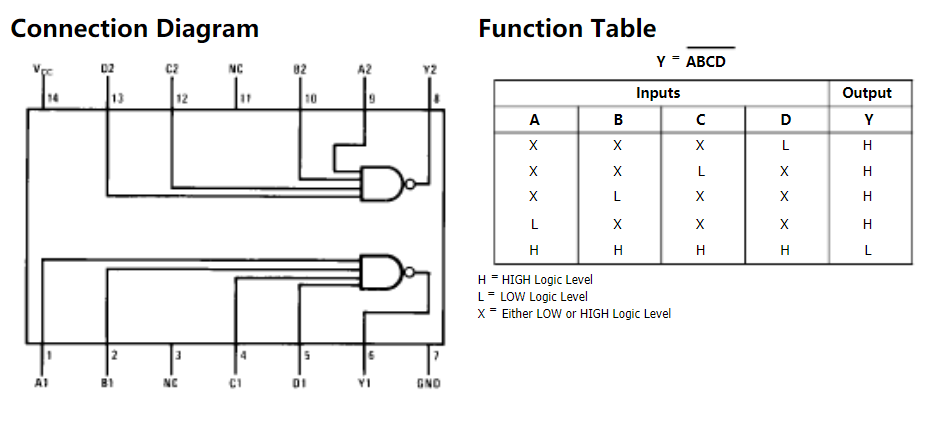 Connection Diagram
VCC D2 C2 NC B2 A2 Y2
14 13 12 11 10 9 8
1 2 3 4 5 6 7
A1 B1 NC C1 D1 Y1 GND
Function Table
Y = A̅B̅C̅D̅
Inputs Output
A B C D Y
X X X L H
X X L X H
X L X X H
L X X X H
H H H H L
H = HIGH Logic Level
L = LOW Logic Level
X = Either LOW or HIGH Logic Level